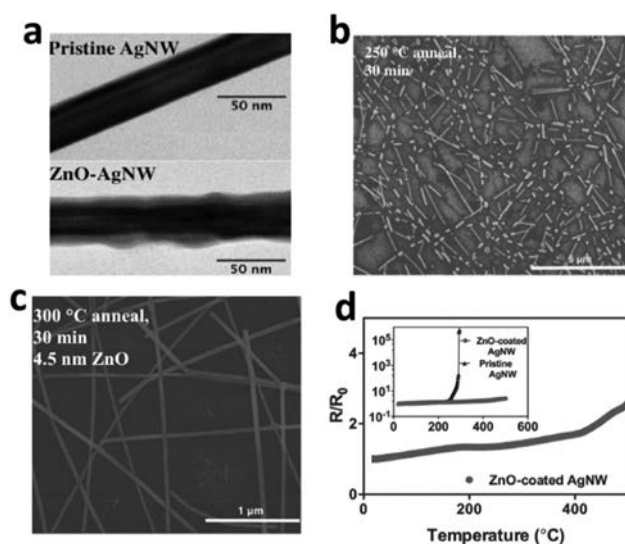 a
Pristine AgNW
50 nm
ZnO-AgNW
50 nm
b
250 °C anneal,
30 min
5 µm
c
300 °C anneal,
30 min
4.5 nm ZnO
1 µm
d
R/R0
4
2
0
0
200
400
Temperature (°C)
ZnO-coated AgNW
10^5
10^3
10^1
10^-1
0
200
400
600
ZnO-coated
AgNW
Pristine
AgNW